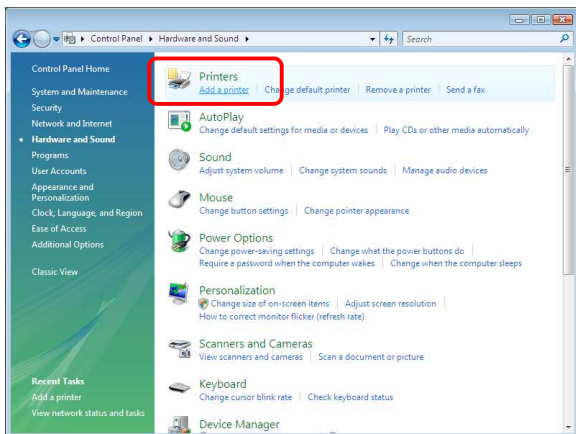 Control Panel ▸ Hardware and Sound ▸
Search
Control Panel Home
System and Maintenance
Security
Network and Internet
• Hardware and Sound
Programs
User Accounts
Appearance and
Personalization
Clock, Language, and Region
Ease of Access
Additional Options
Classic View
Recent Tasks
Add a printer
View network status and tasks
Printers
Add a printer | Change default printer | Remove a printer | Send a fax
AutoPlay
Change default settings for media or devices | Play CDs or other media automatically
Sound
Adjust system volume | Change system sounds | Manage audio devices
Mouse
Change button settings | Change pointer appearance
Power Options
Change power-saving settings | Change what the power buttons do |
Require a password when the computer wakes | Change when the computer sleeps
Personalization
Change size of on-screen items | Adjust screen resolution |
How to correct monitor flicker (refresh rate)
Scanners and Cameras
View scanners and cameras | Scan a document or picture
Keyboard
Change cursor blink rate | Check keyboard status
Device Manager